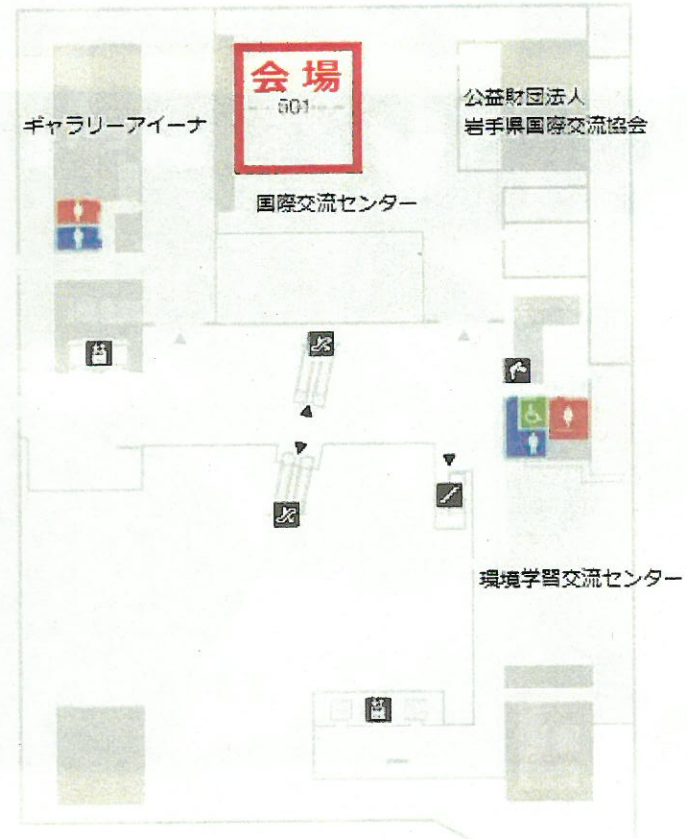 会場
501
ギャラリーアイーナ
公益財団法人
岩手県国際交流協会
国際交流センター
環境学習交流センター